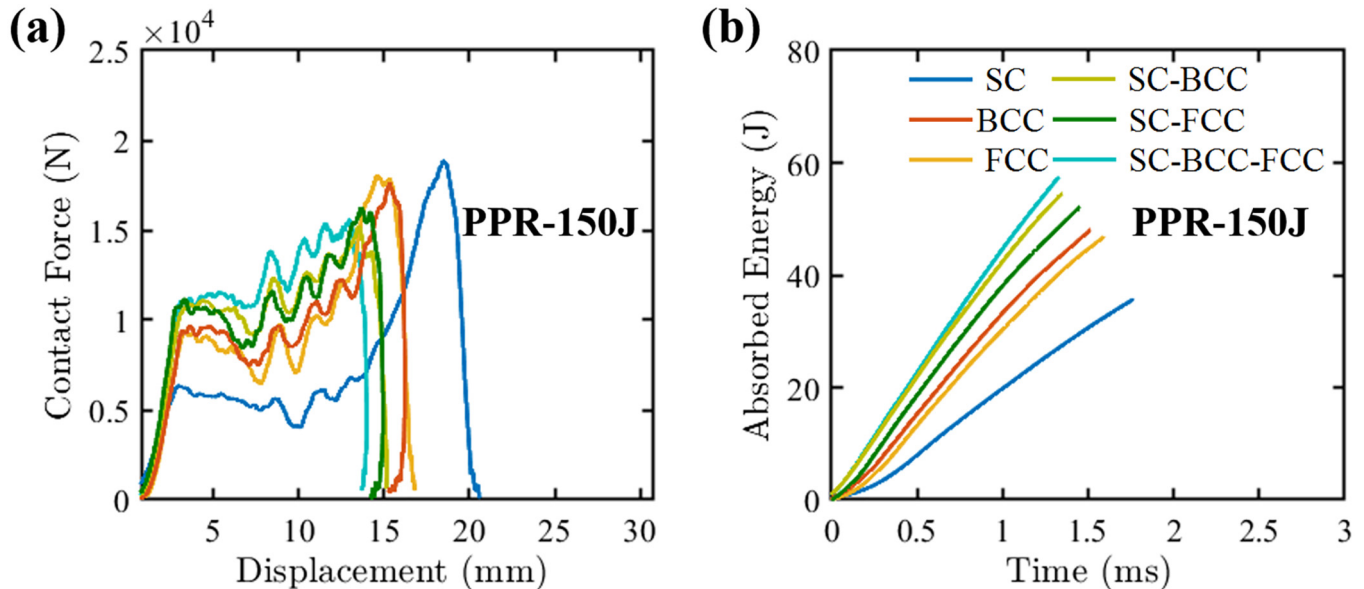 (a)
×10⁴
2.5
2
1.5
1
0.5
0
5
10
15
20
25
30
Contact Force (N)
Displacement (mm)
PPR-150J
(b)
80
60
40
20
0
0
0.5
1
1.5
2
2.5
3
Absorbed Energy (J)
Time (ms)
SC
SC-BCC
BCC
SC-FCC
FCC
SC-BCC-FCC
PPR-150J